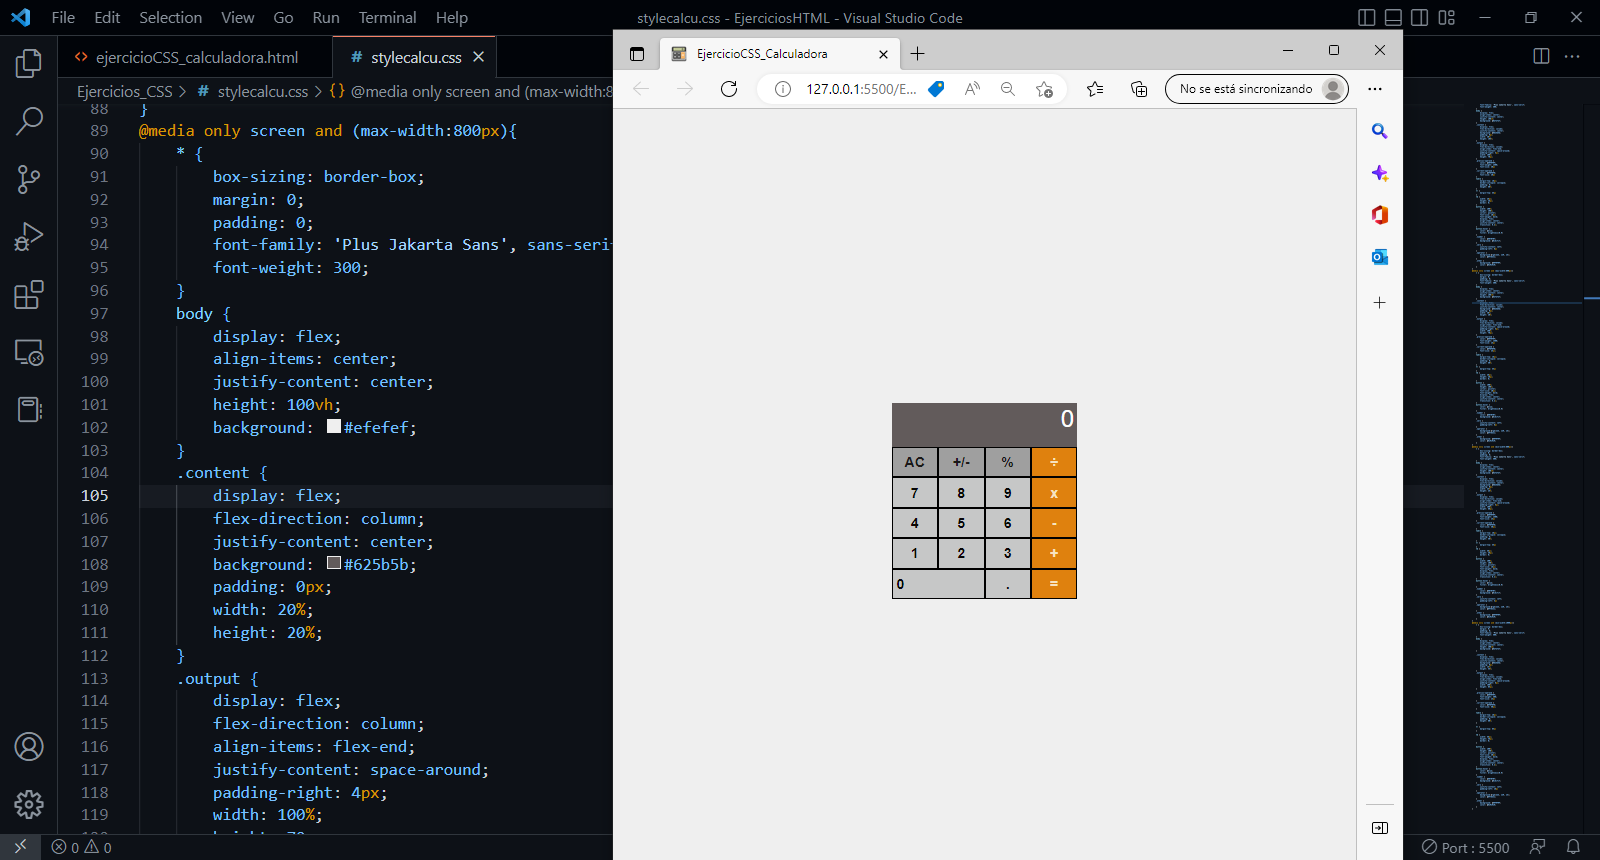 File Edit Selection View Go Run Terminal Help
stylecalcu.css - EjerciciosHTML - Visual Studio Code
<> ejercicioCSS_calculadora.html
# stylecalcu.css
Ejercicios_CSS > # stylecalcu.css > {} @media only screen and (max-width:8
88 }
89 @media only screen and (max-width:800px){
90 * {
91 box-sizing: border-box;
92 margin: 0;
93 padding: 0;
94 font-family: 'Plus Jakarta Sans', sans-serif
95 font-weight: 300;
96 }
97 body {
98 display: flex;
99 align-items: center;
100 justify-content: center;
101 height: 100vh;
102 background: #efefef;
103 }
104 .content {
105 display: flex;
106 flex-direction: column;
107 justify-content: center;
108 background: #625b5b;
109 padding: 0px;
110 width: 20%;
111 height: 20%;
112 }
113 .output {
114 display: flex;
115 flex-direction: column;
116 align-items: flex-end;
117 justify-content: space-around;
118 padding-right: 4px;
119 width: 100%;
0 0
EjercicioCSS_Calculadora
127.0.0.1:5500/E...
No se está sincronizando
0
AC +/- % ÷
7 8 9 x
4 5 6 -
1 2 3 +
0 . =
Port : 5500